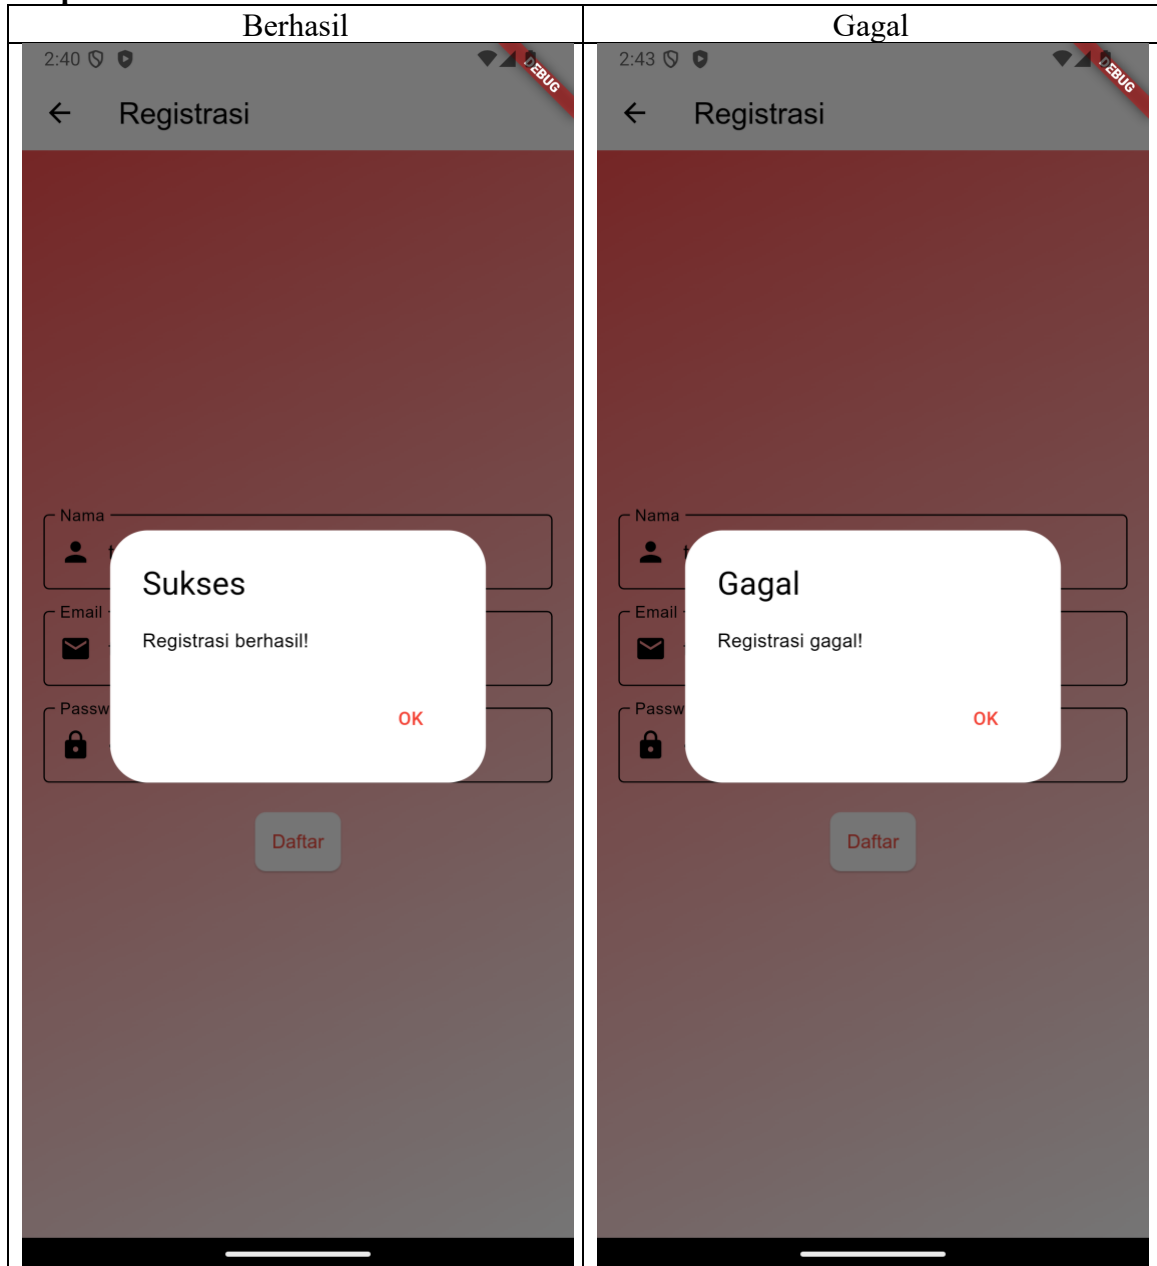 Berhasil
Gagal
2:40
DEBUG
Registrasi
Nama
Sukses
Email
Registrasi berhasil!
Passw
OK
Daftar
2:43
DEBUG
Registrasi
Nama
Gagal
Email
Registrasi gagal!
Passw
OK
Daftar